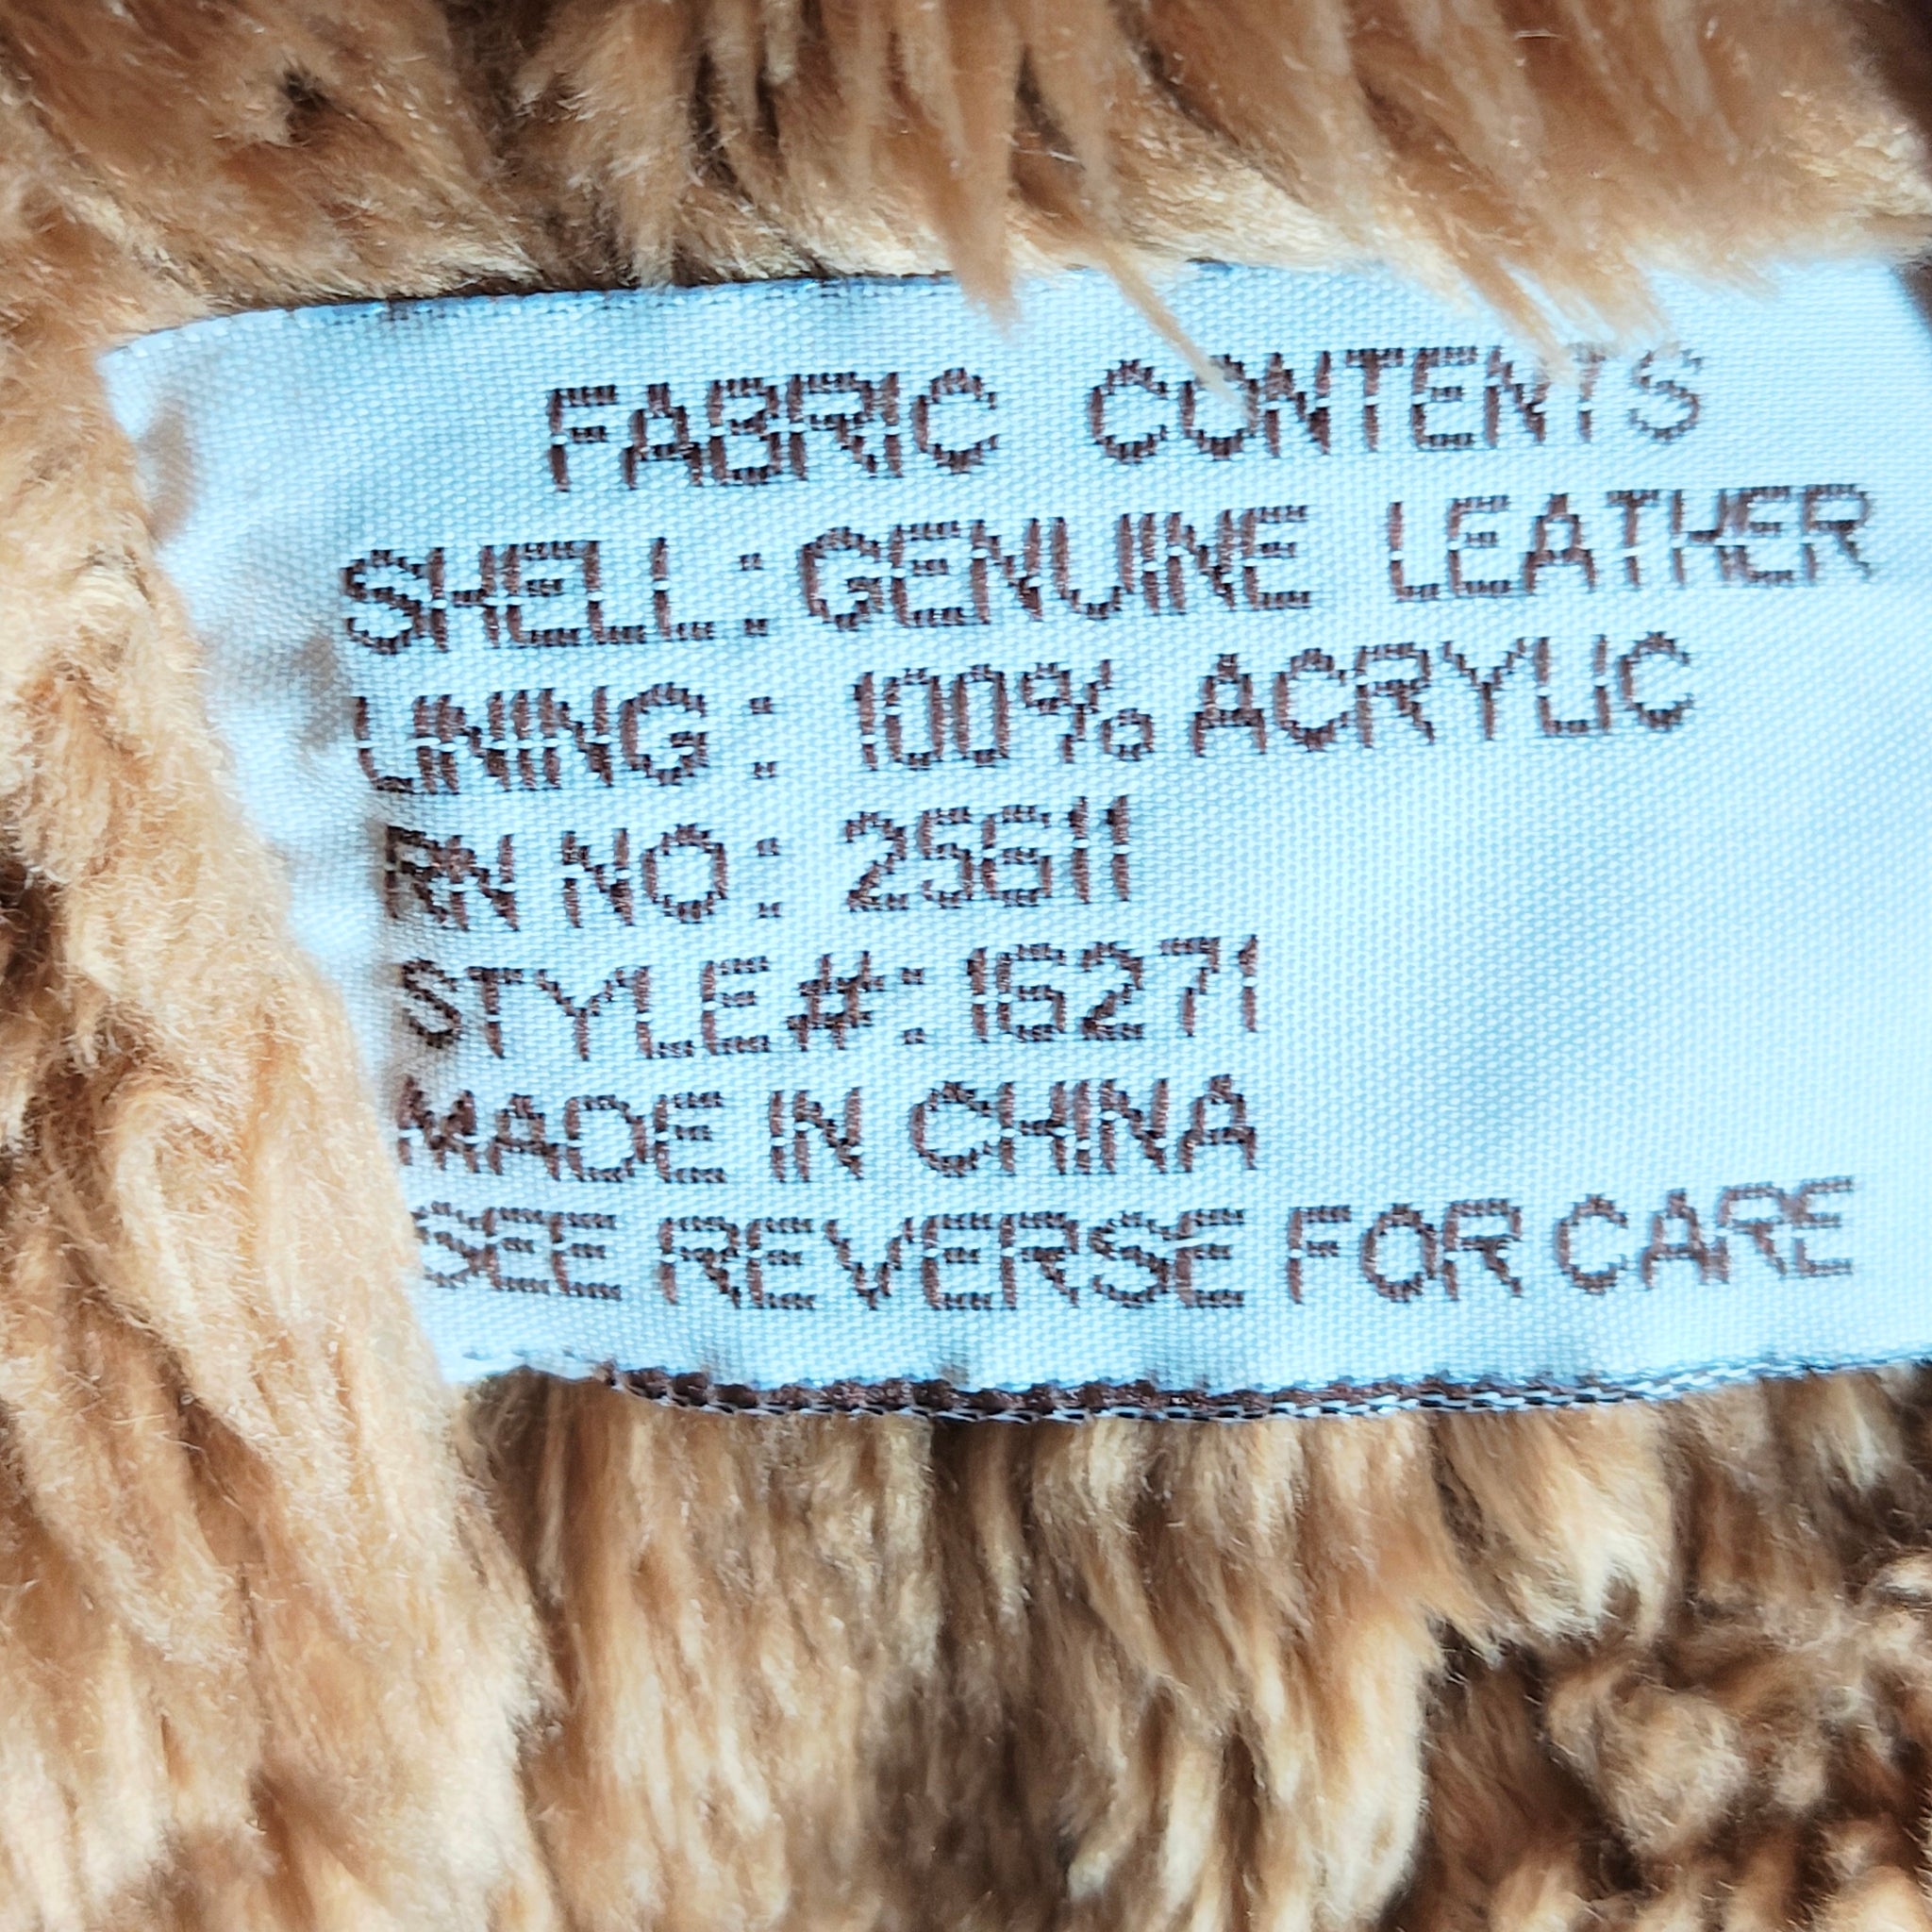 FABRIC CONTENTS
SHELL: GENUINE LEATHER
LINING: 100% ACRYLIC
RN NO: 25611
STYLE#: 16271
MADE IN CHINA
SEE REVERSE FOR CARE